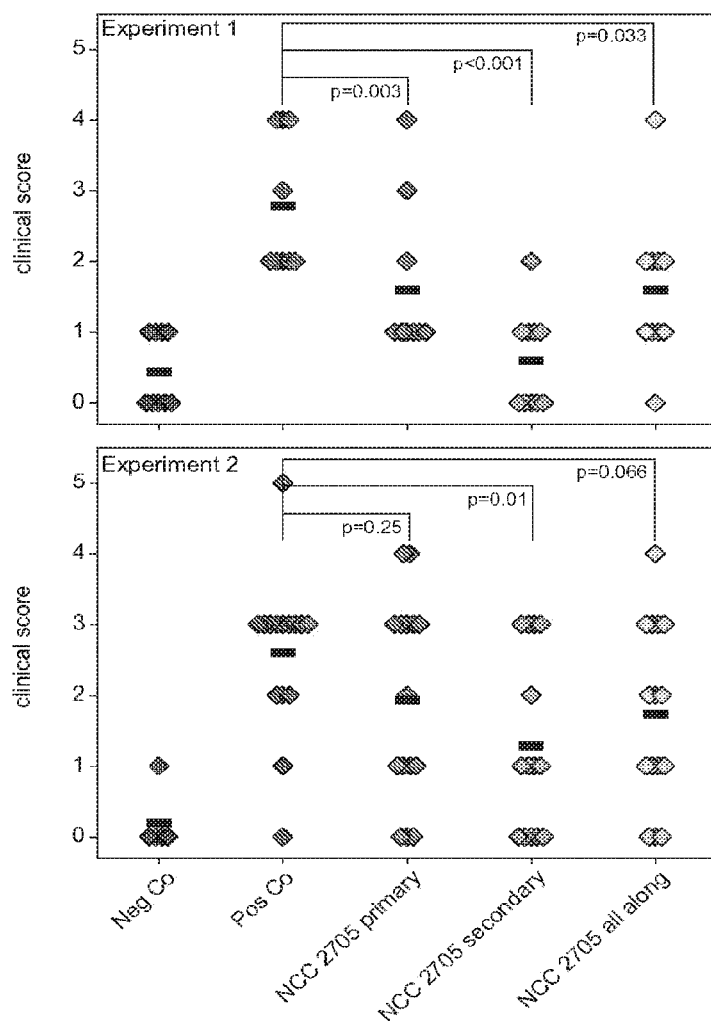 Experiment 1
p=0.033
p<0.001
p=0.003
5
4
3
2
1
0
clinical score
Experiment 2
p=0.066
p=0.01
p=0.25
5
4
3
2
1
0
clinical score
Neg Co
Pos Co
NCC 2705 primary
NCC 2705 secondary
NCC 2705 all along